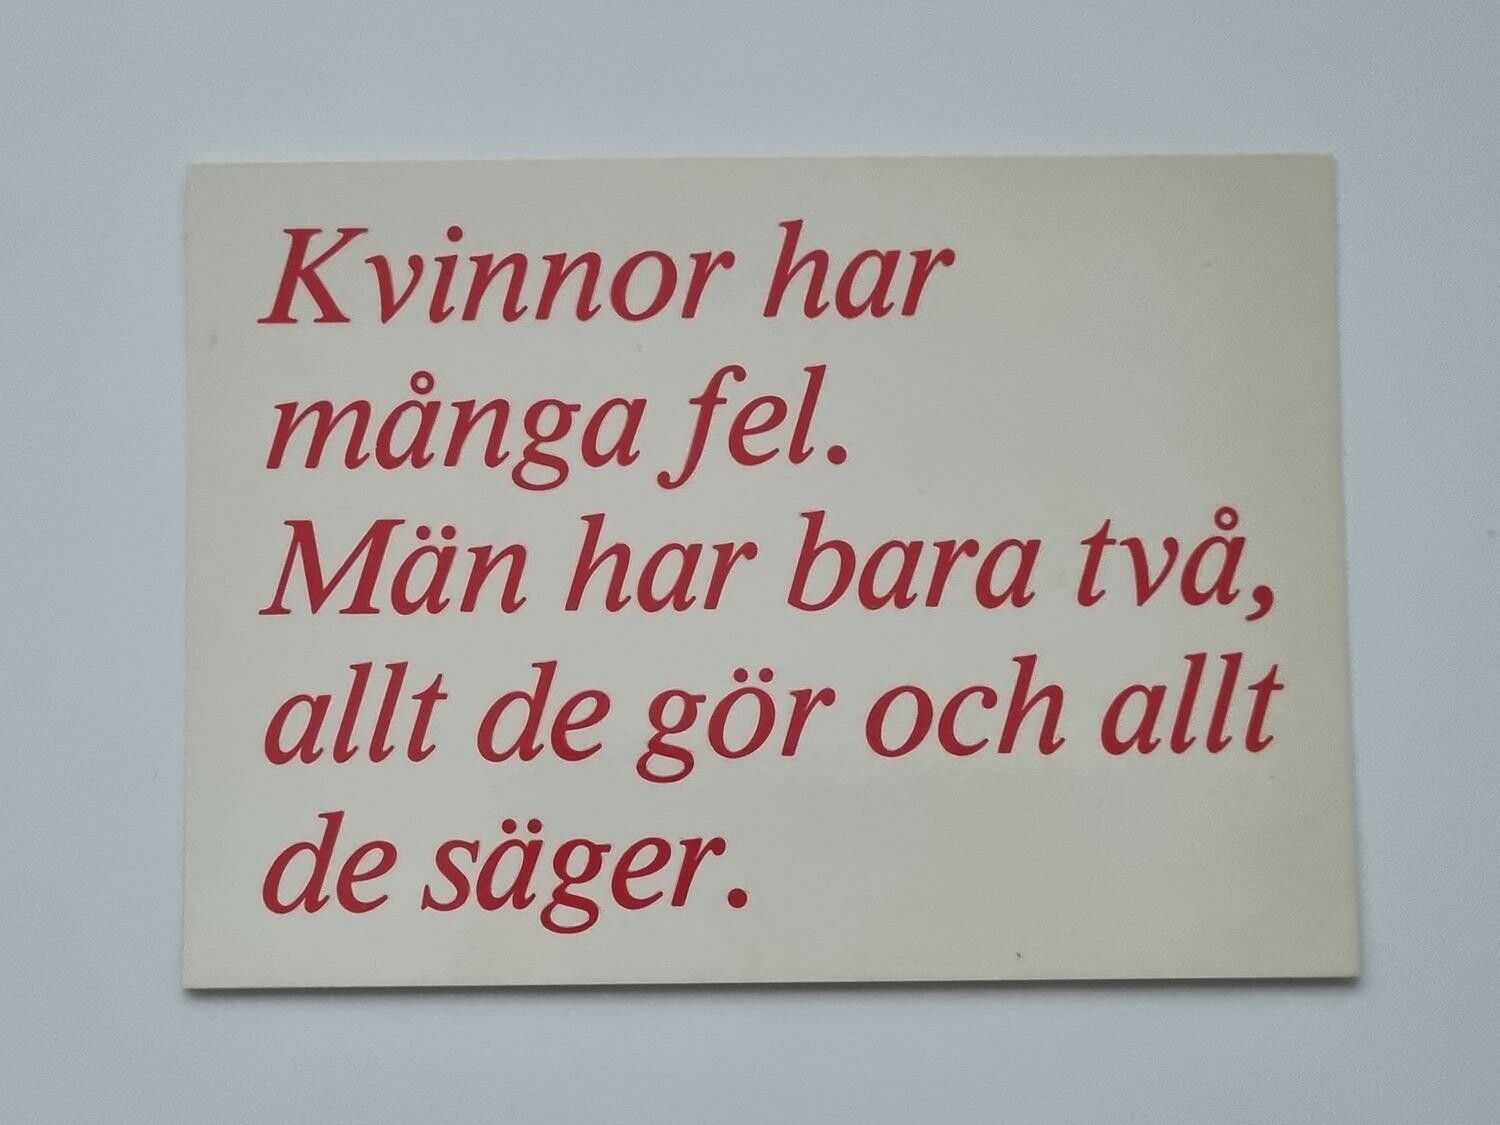 Kvinnor har
många fel.
Män har bara två,
allt de gör och allt
de säger.